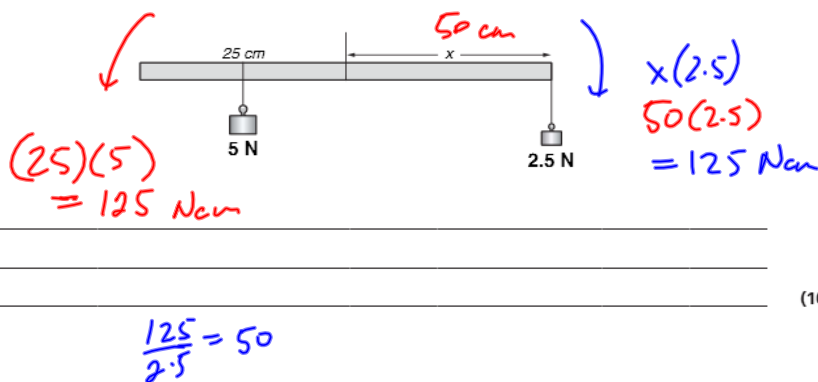 50 cm
25 cm
x
x(2.5)
50(2.5)
= 125 Ncm
5 N
2.5 N
(25)(5)
= 125 Ncm
(10
125/2.5 = 50